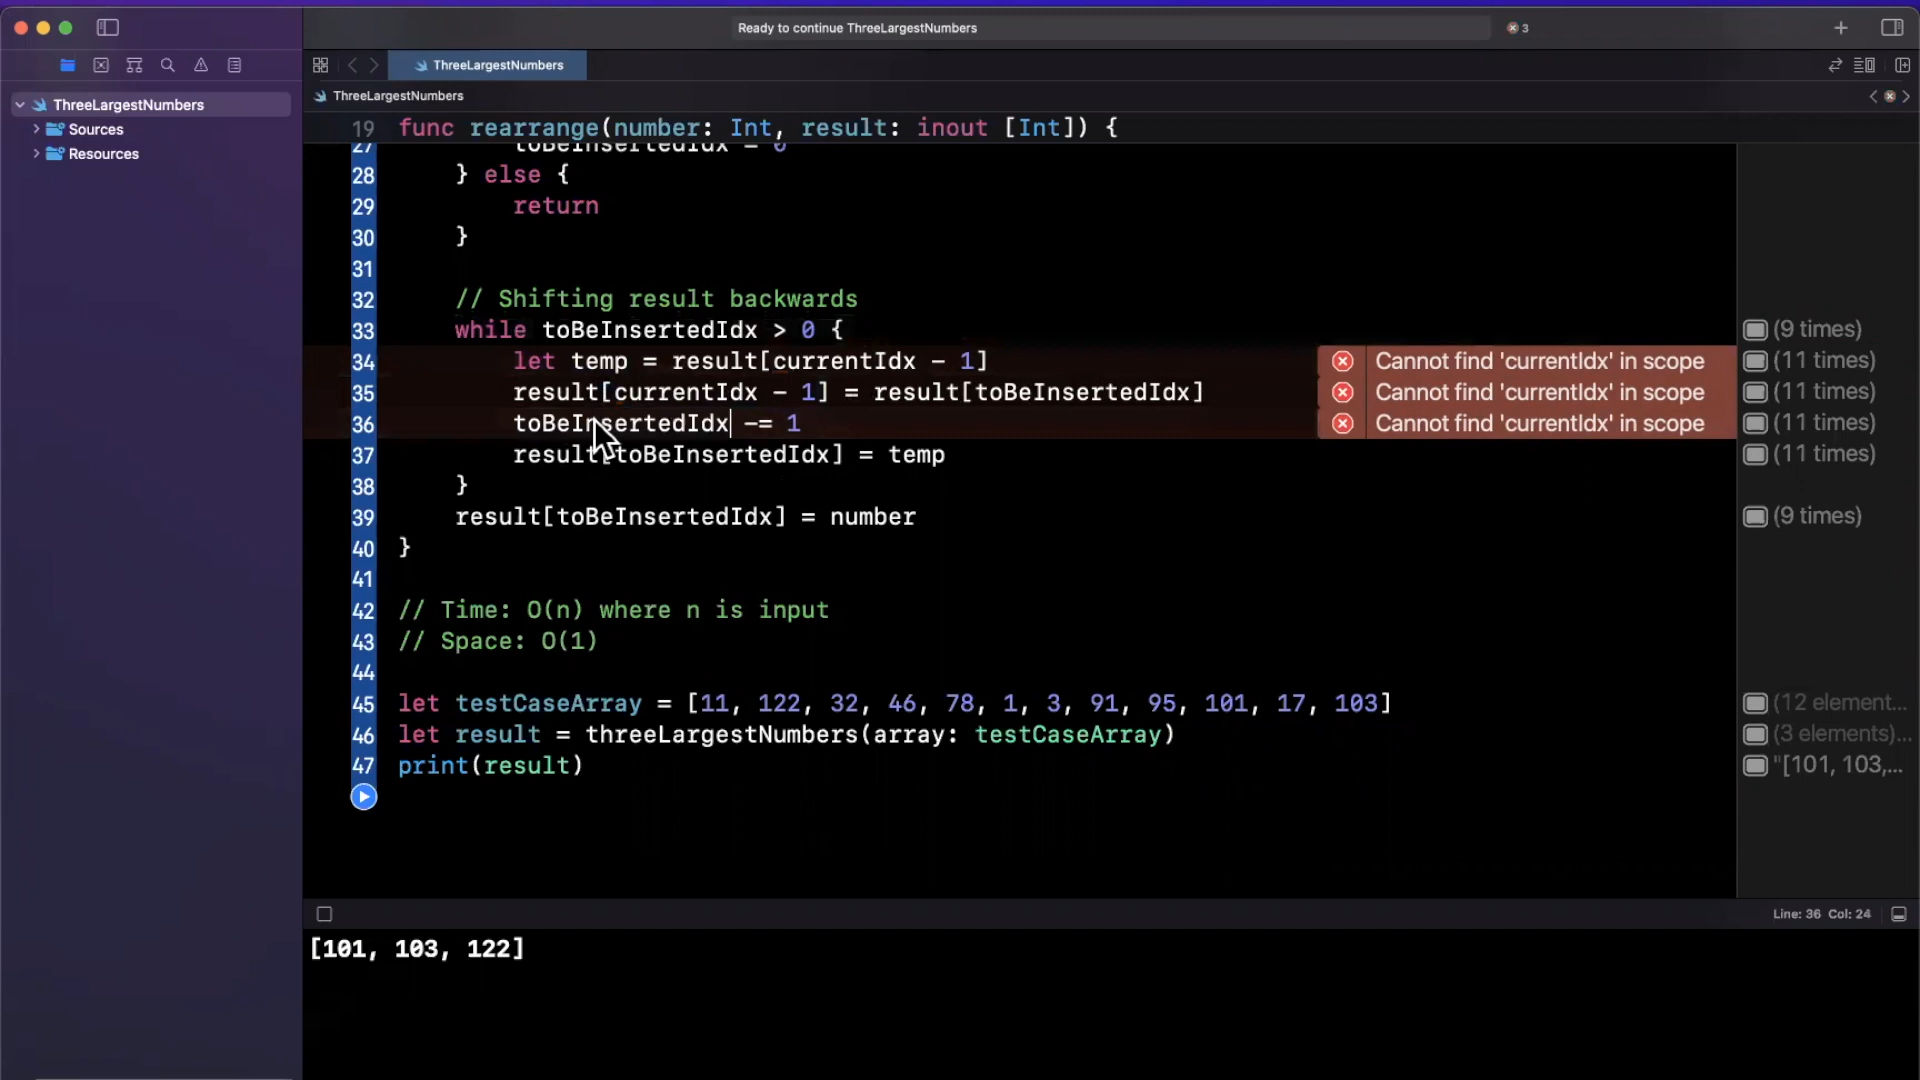 Ready to continue ThreeLargestNumbers
3
ThreeLargestNumbers
ThreeLargestNumbers
ThreeLargestNumbers
Sources
Resources
19 func rearrange(number: Int, result: inout [Int]) {
27 toBeInsertedIdx = 0
28 } else {
29 return
30 }
31
32 // Shifting result backwards
33 while toBeInsertedIdx > 0 { (9 times)
34 let temp = result[currentIdx - 1] Cannot find 'currentIdx' in scope (11 times)
35 result[currentIdx - 1] = result[toBeInsertedIdx] Cannot find 'currentIdx' in scope (11 times)
36 toBeInsertedIdx -= 1 Cannot find 'currentIdx' in scope (11 times)
37 result[toBeInsertedIdx] = temp (11 times)
38 }
39 result[toBeInsertedIdx] = number (9 times)
40 }
41
42 // Time: O(n) where n is input
43 // Space: O(1)
44
45 let testCaseArray = [11, 122, 32, 46, 78, 1, 3, 91, 95, 101, 17, 103] (12 element...
46 let result = threeLargestNumbers(array: testCaseArray) (3 elements)...
47 print(result) "[101, 103,...
Line: 36 Col: 24
[101, 103, 122]